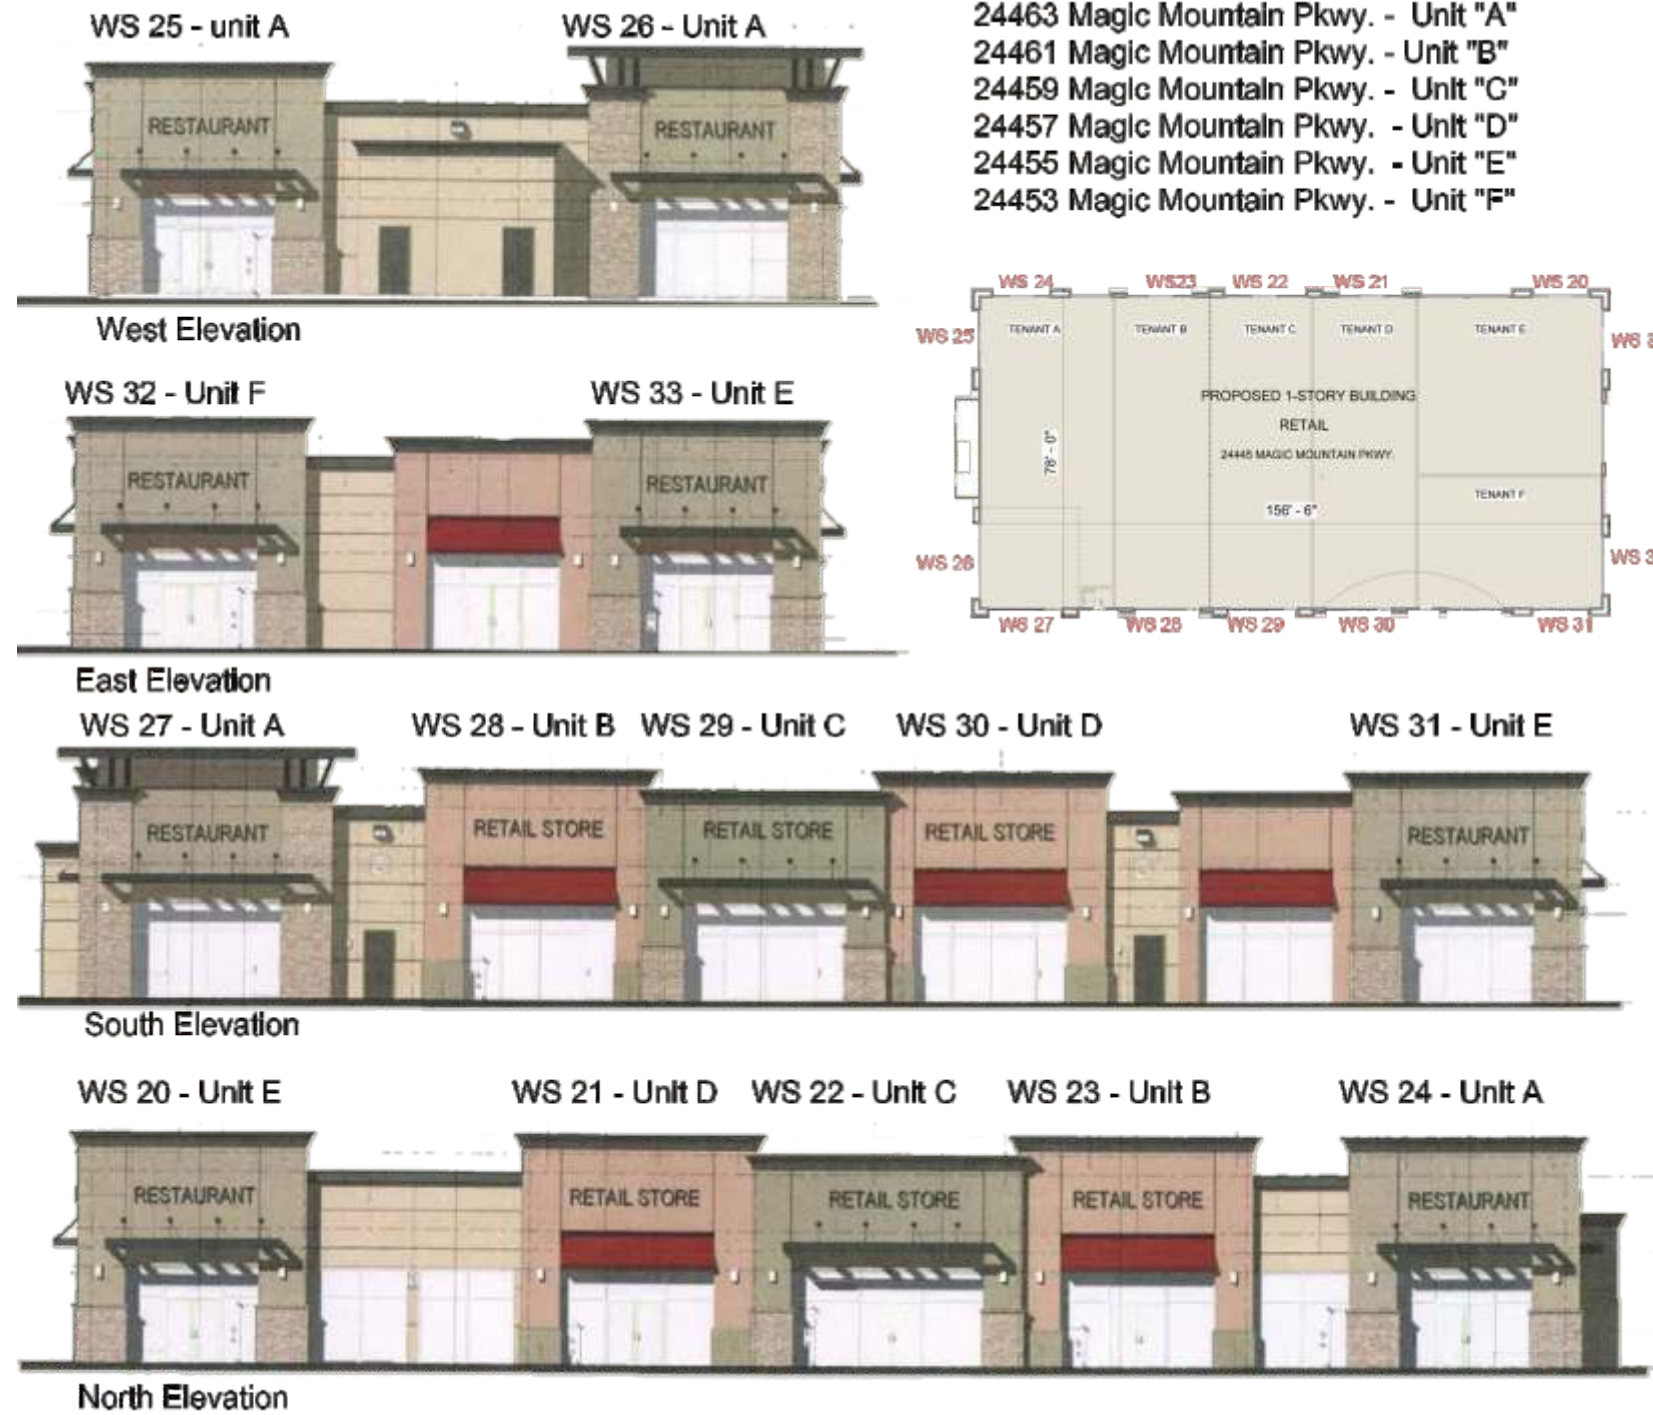 WS 25 - unit A
WS 26 - Unit A
RESTAURANT
RESTAURANT
West Elevation
24463 Magic Mountain Pkwy. - Unit "A"
24461 Magic Mountain Pkwy. - Unit "B"
24459 Magic Mountain Pkwy. - Unit "C"
24457 Magic Mountain Pkwy. - Unit "D"
24455 Magic Mountain Pkwy. - Unit "E"
24453 Magic Mountain Pkwy. - Unit "F"
WS 24
WS23
WS 22
WS 21
WS 20
WS 25
TENANT A
TENANT B
TENANT C
TENANT D
TENANT E
WS 3
PROPOSED 1-STORY BUILDING
RETAIL
MAGIC MOUNTAIN PKWY.
78' - 0"
TENANT F
156' - 6"
WS 26
WS 3
WS 27
WS 28
WS 29
WS 30
WS 31
WS 32 - Unit F
WS 33 - Unit E
RESTAURANT
RESTAURANT
East Elevation
WS 27 - Unit A
WS 28 - Unit B
WS 29 - Unit C
WS 30 - Unit D
WS 31 - Unit E
RESTAURANT
RETAIL STORE
RETAIL STORE
RETAIL STORE
RESTAURANT
South Elevation
WS 20 - Unit E
WS 21 - Unit D
WS 22 - Unit C
WS 23 - Unit B
WS 24 - Unit A
RESTAURANT
RETAIL STORE
RETAIL STORE
RETAIL STORE
RESTAURANT
North Elevation